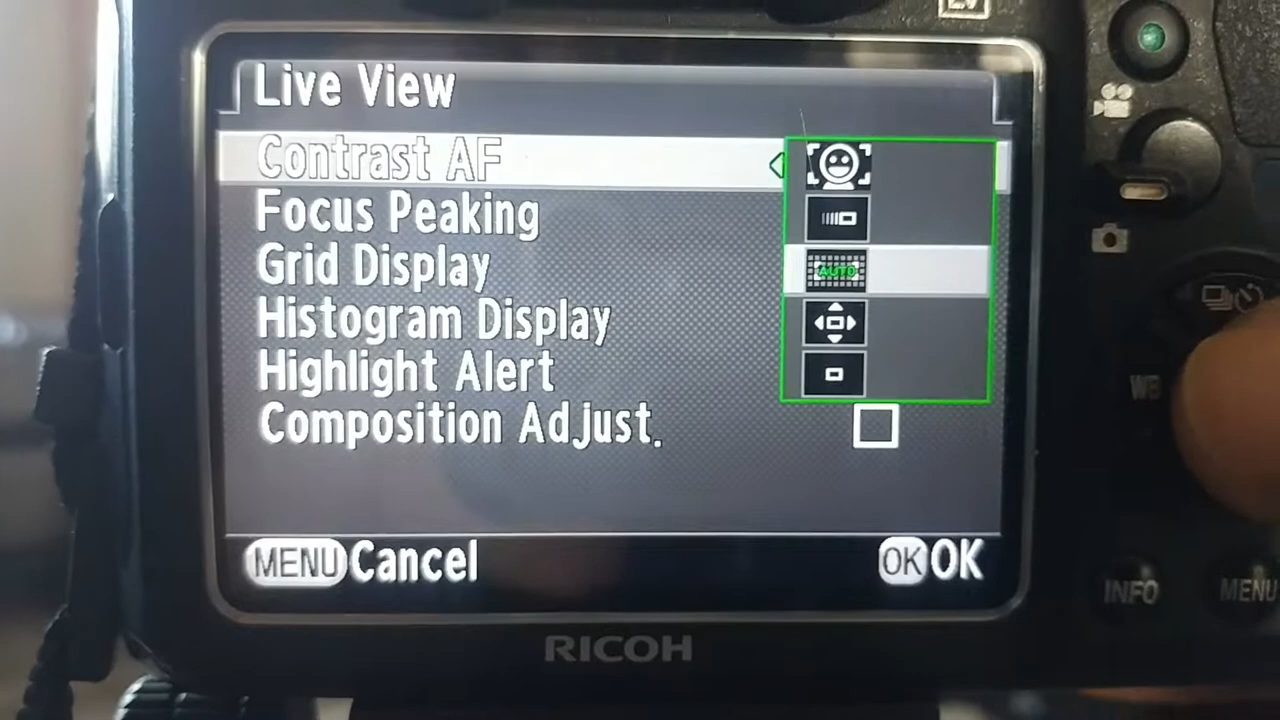 LV
Live View
Contrast AF
Focus Peaking
Grid Display
AUTO
Histogram Display
Highlight Alert
Composition Adjust.
MENU Cancel
OK OK
WB
INFO
MENU
RICOH